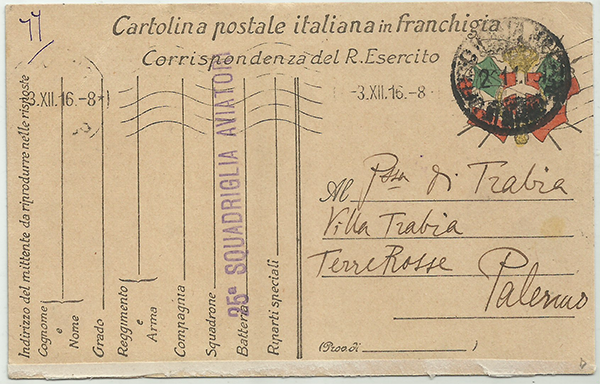 77
Cartolina postale italiana in franchigia
Corrispondenza del R. Esercito
3.XII.16.-8
-3.XII.16.-8
Indirizzo del mittente da riprodurre nelle risposte
Cognome e Nome
Grado
Reggimento e Arma
Compagnia
Squadrone
Batteria
Riparti speciali
25ª SQUADRIGLIA AVIATORI
Al Pssa di Trabia
Villa Trabia
Terre Rosse
Palermo
(Prov. di